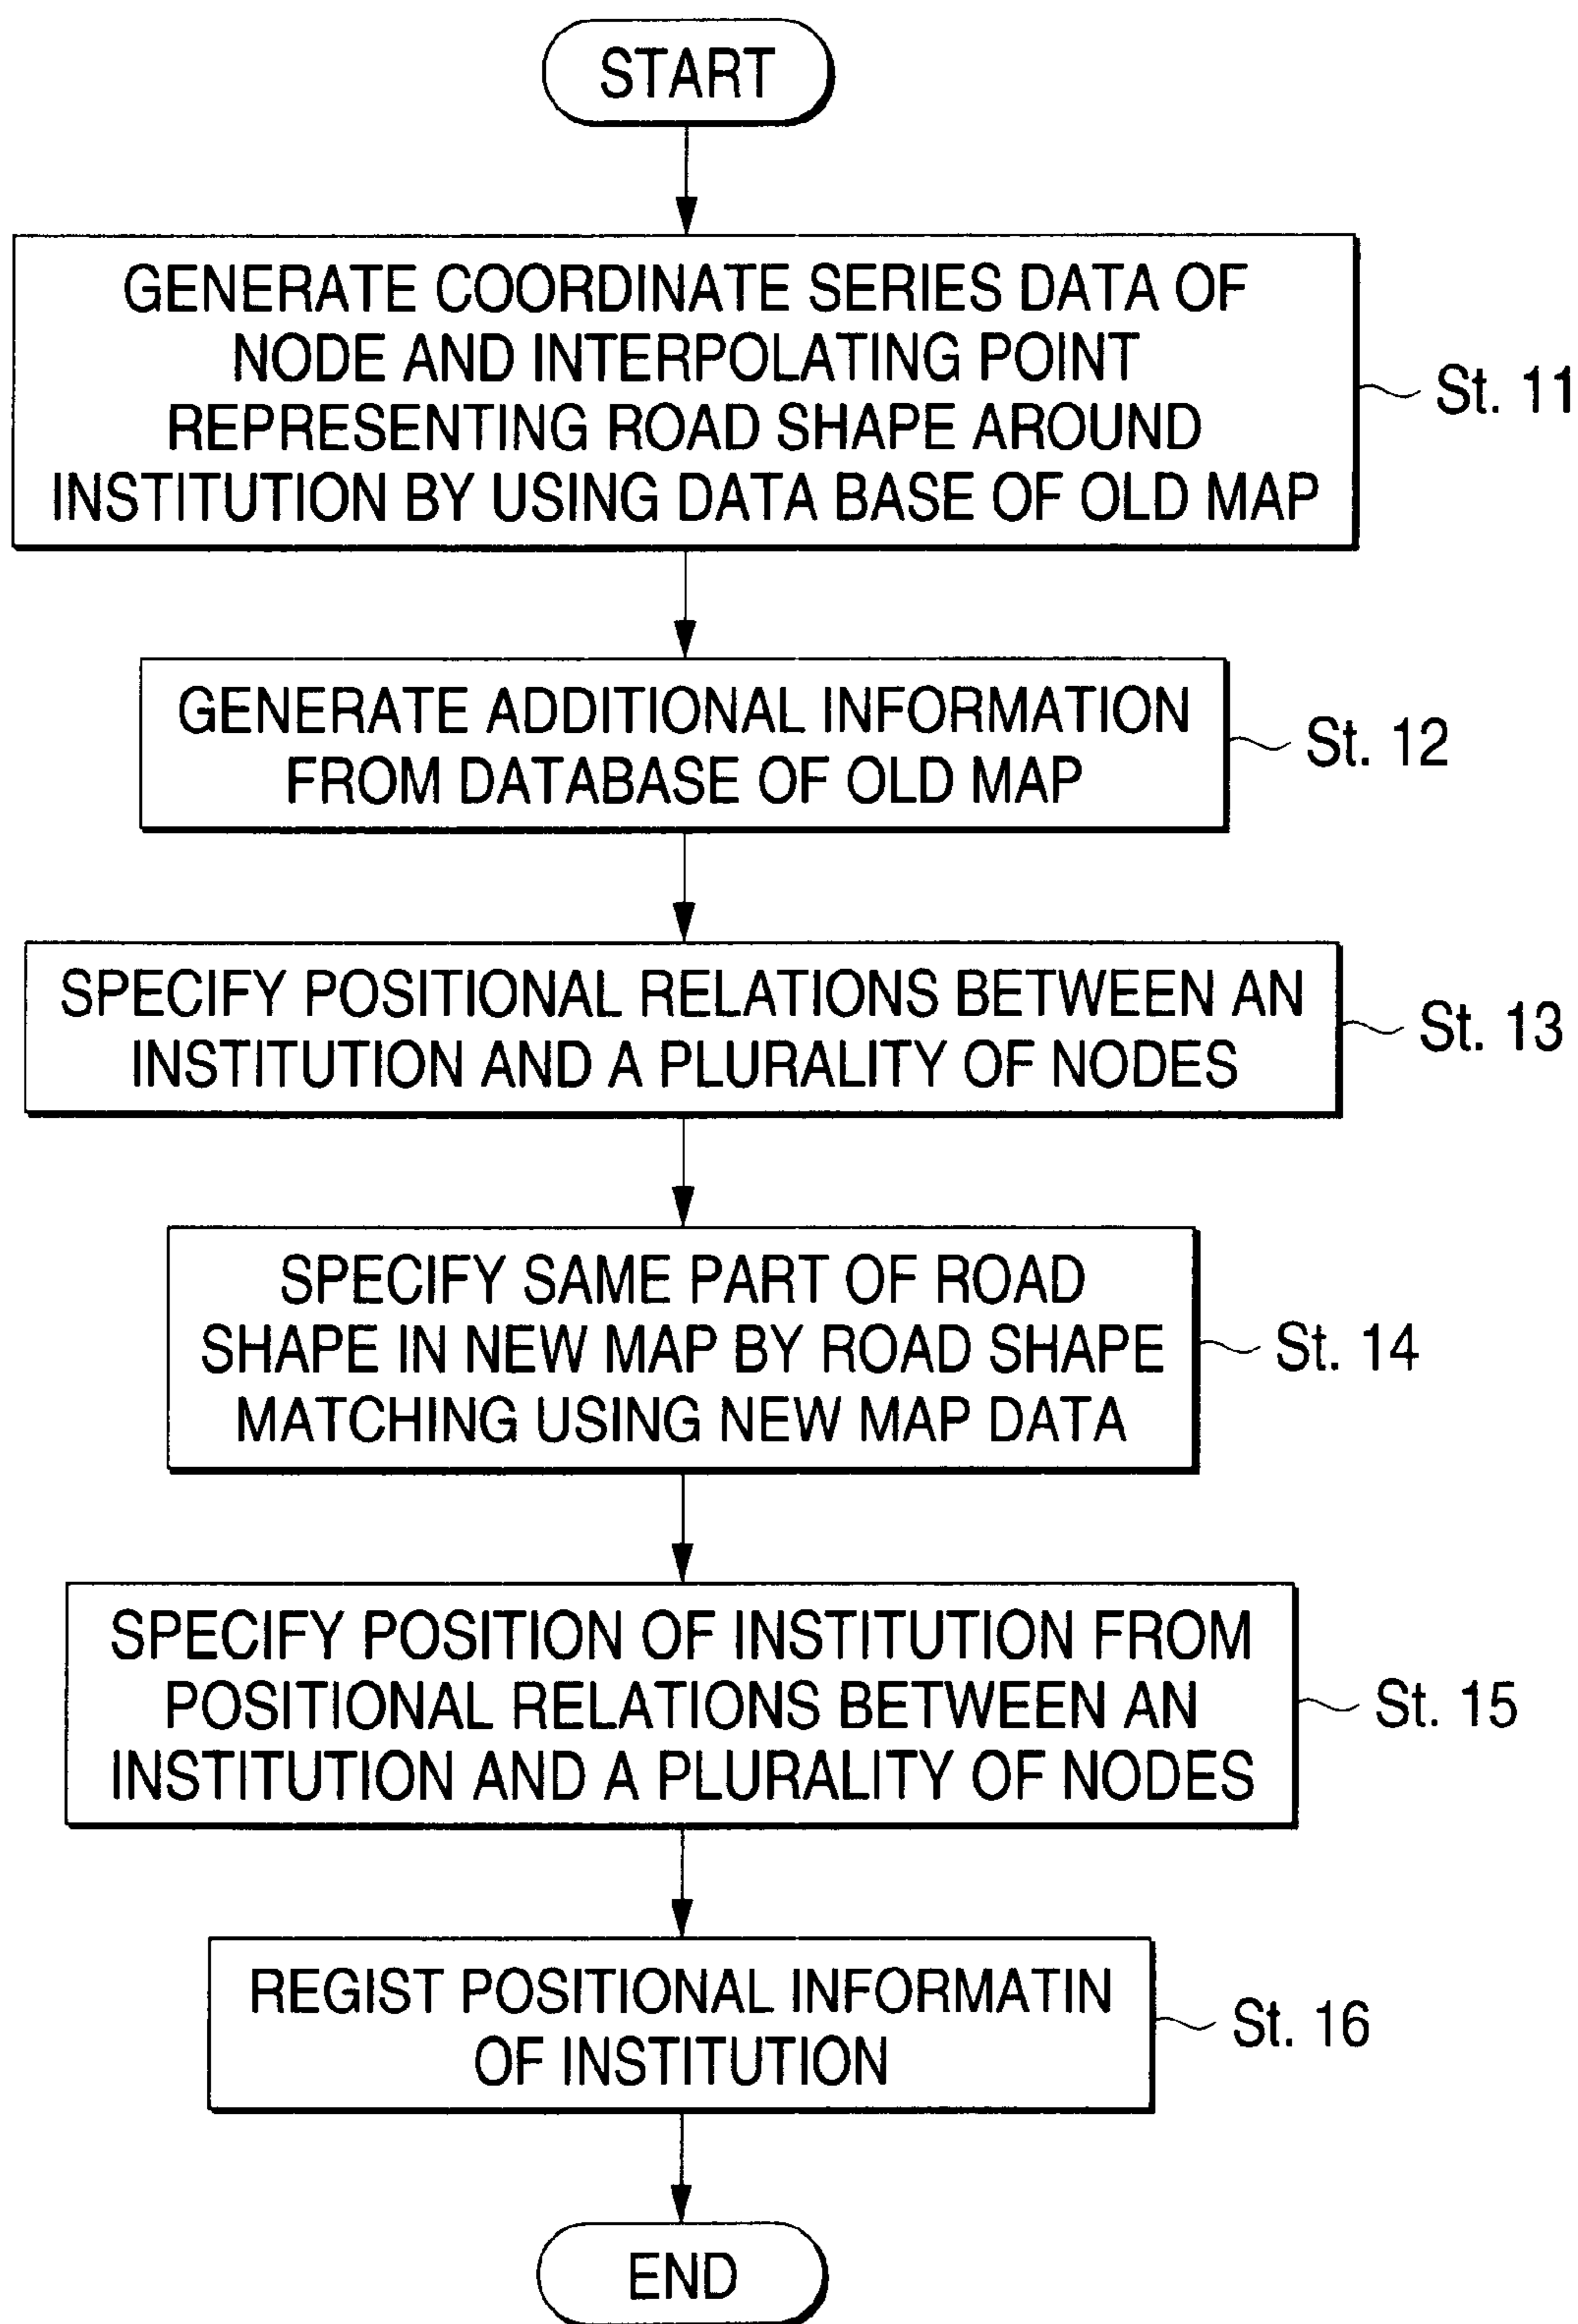 START
GENERATE COORDINATE SERIES DATA OF
NODE AND INTERPOLATING POINT
REPRESENTING ROAD SHAPE AROUND
INSTITUTION BY USING DATA BASE OF OLD MAP
St. 11
GENERATE ADDITIONAL INFORMATION
FROM DATABASE OF OLD MAP
St. 12
SPECIFY POSITIONAL RELATIONS BETWEEN AN
INSTITUTION AND A PLURALITY OF NODES
St. 13
SPECIFY SAME PART OF ROAD
SHAPE IN NEW MAP BY ROAD SHAPE
MATCHING USING NEW MAP DATA
St. 14
SPECIFY POSITION OF INSTITUTION FROM
POSITIONAL RELATIONS BETWEEN AN
INSTITUTION AND A PLURALITY OF NODES
St. 15
REGIST POSITIONAL INFORMATIN
OF INSTITUTION
St. 16
END